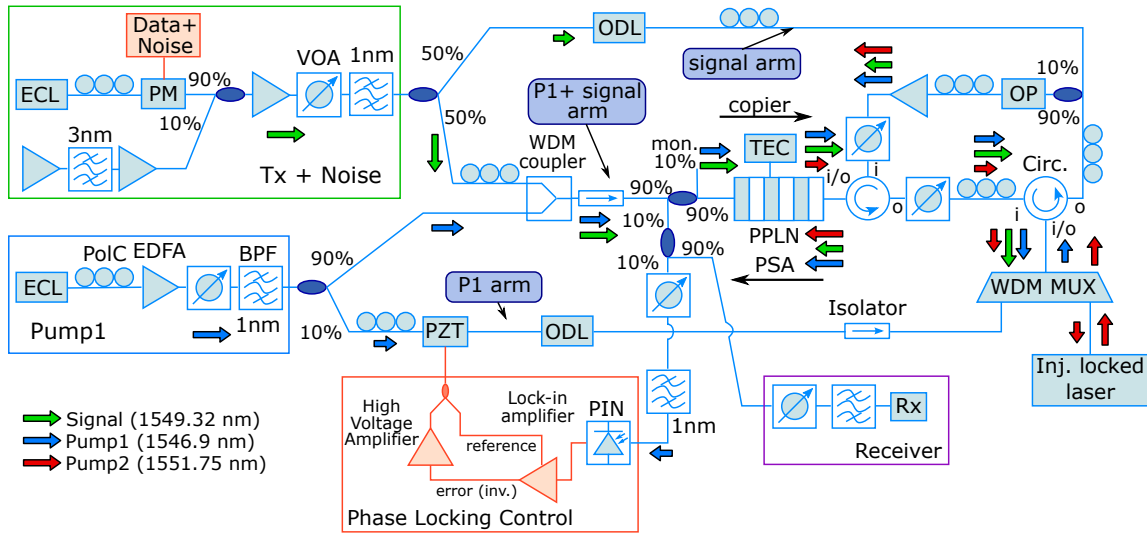 Data+
Noise
ECL
PM
90%
10%
VOA
1nm
3nm
Tx + Noise
50%
50%
ODL
signal arm
P1+ signal
arm
WDM
coupler
copier
mon.
10%
TEC
90%
90%
10%
90%
10%
PPLN
PSA
i/o
i
o
OP
10%
90%
Circ.
i
o
i/o
WDM MUX
Isolator
Inj. locked
laser
PolC
EDFA
BPF
ECL
1nm
Pump1
90%
10%
P1 arm
PZT
ODL
High
Voltage
Amplifier
Lock-in
amplifier
PIN
1nm
reference
error (inv.)
Phase Locking Control
Rx
Receiver
Signal (1549.32 nm)
Pump1 (1546.9 nm)
Pump2 (1551.75 nm)